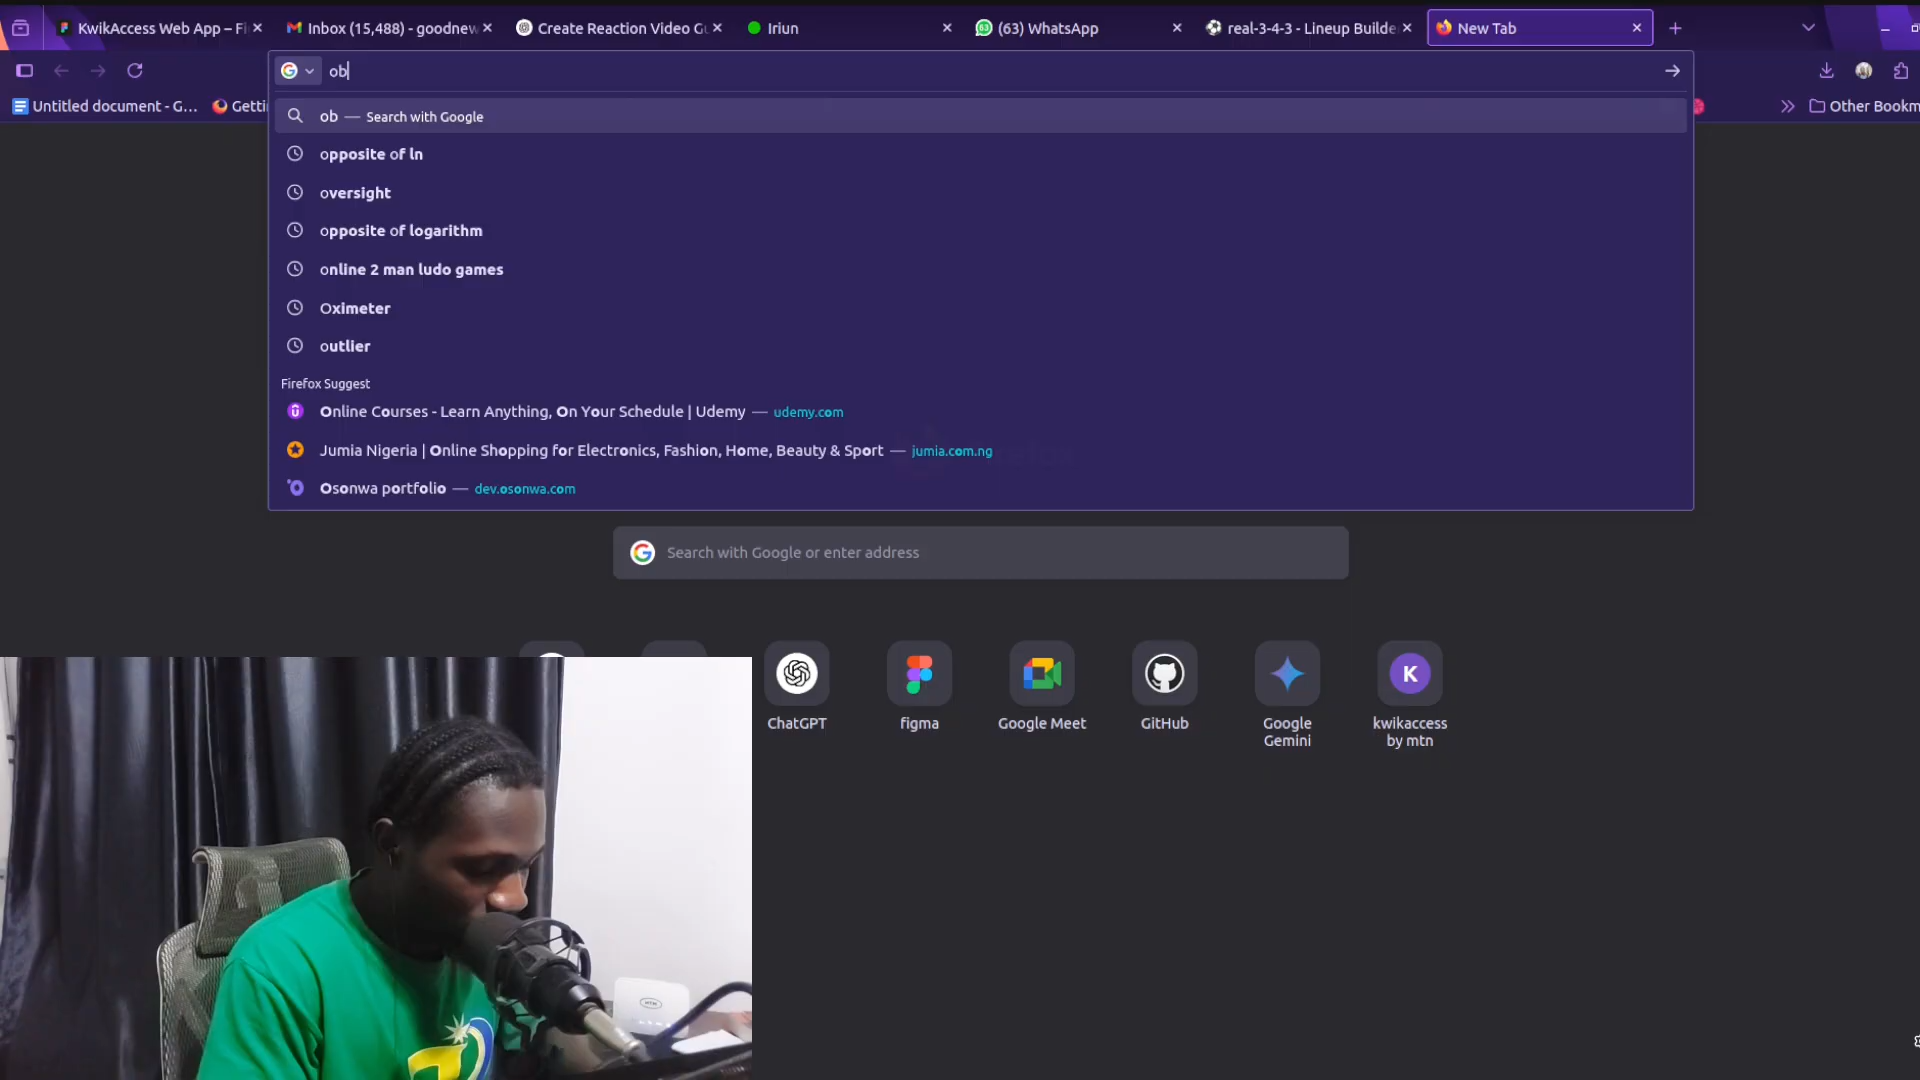 KwikAccess Web App – Fi
Inbox (15,488) - goodnew
Create Reaction Video Gu
Iriun
(63) WhatsApp
real-3-4-3 - Lineup Builde
New Tab
ob
Untitled document - G...
Getti
Other Bookm
ob — Search with Google
opposite of ln
oversight
opposite of logarithm
online 2 man ludo games
Oximeter
outlier
Firefox Suggest
Online Courses - Learn Anything, On Your Schedule | Udemy — udemy.com
Jumia Nigeria | Online Shopping for Electronics, Fashion, Home, Beauty & Sport — jumia.com.ng
Osonwa portfolio — dev.osonwa.com
Search with Google or enter address
K
ChatGPT
figma
Google Meet
GitHub
Google
Gemini
kwikaccess
by mtn